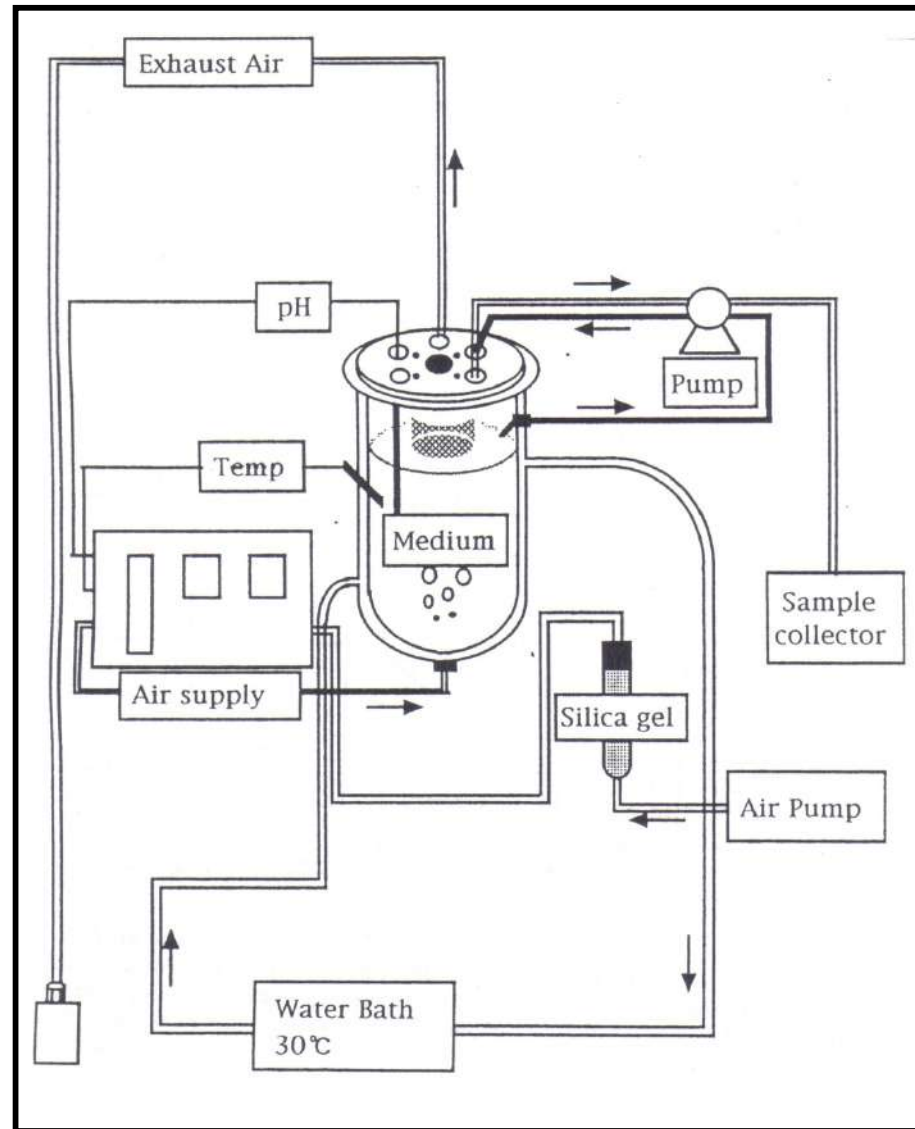 Exhaust Air
pH
Pump
Temp
Medium
Sample
collector
Air supply
Silica gel
Air Pump
Water Bath
30℃